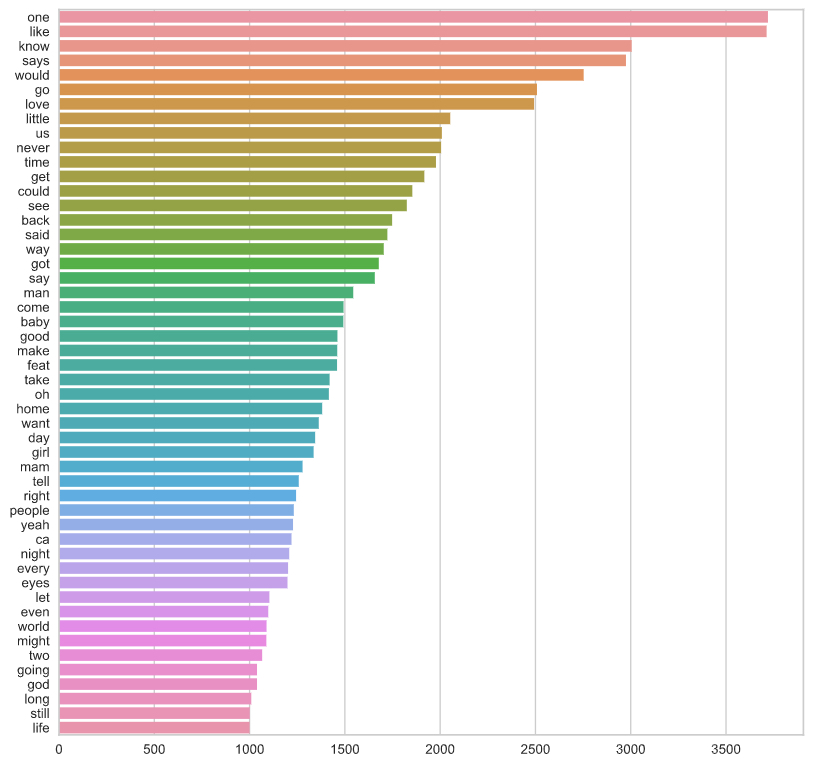 one
like
know
says
would
go
love
little
us
never
time
get
could
see
back
said
way
got
say
man
come
baby
good
make
feat
take
oh
home
want
day
girl
mam
tell
right
people
yeah
ca
night
every
eyes
let
even
world
might
two
going
god
long
still
life
0 500 1000 1500 2000 2500 3000 3500